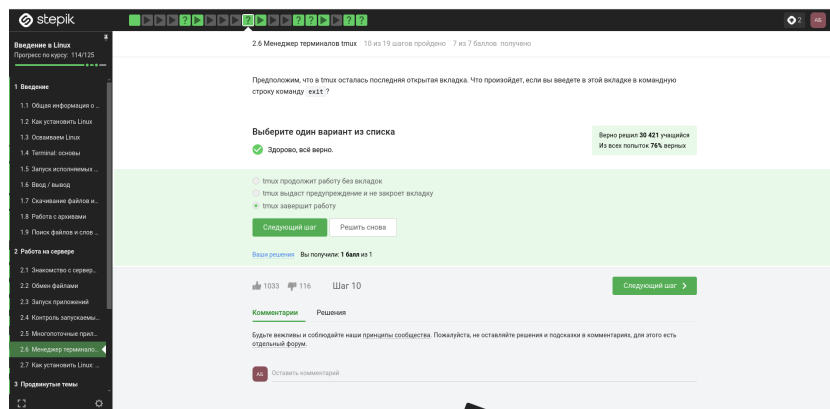 stepik
2
АБ
Введение в Linux
Прогресс по курсу: 114/125
1 Введение
1.1 Общая информация о ...
1.2 Как установить Linux
1.3 Осваиваем Linux
1.4 Terminal: основы
1.5 Запуск исполняемых ...
1.6 Ввод / вывод
1.7 Скачивание файлов и...
1.8 Работа с архивами
1.9 Поиск файлов и слов ...
2 Работа на сервере
2.1 Знакомство с сервер...
2.2 Обмен файлами
2.3 Запуск приложений
2.4 Контроль запускаемы...
2.5 Многопоточные прил...
2.6 Менеджер терминало...
2.7 Как установить Linux: ...
3 Продвинутые темы
2.6 Менеджер терминалов tmux 10 из 19 шагов пройдено 7 из 7 баллов получено
Предположим, что в tmux осталась последняя открытая вкладка. Что произойдет, если вы введете в этой вкладке в командную
строку команду exit ?
Выберите один вариант из списка
Здорово, всё верно.
Верно решил 30 421 учащийся
Из всех попыток 76% верных
tmux продолжит работу без вкладок
tmux выдаст предупреждение и не закроет вкладку
tmux завершит работу
Следующий шаг Решить снова
Ваши решения Вы получили: 1 балл из 1
1033 116 Шаг 10 Следующий шаг
Комментарии Решения
Будьте вежливы и соблюдайте наши принципы сообщества. Пожалуйста, не оставляйте решения и подсказки в комментариях, для этого есть
отдельный форум.
АБ Оставить комментарий